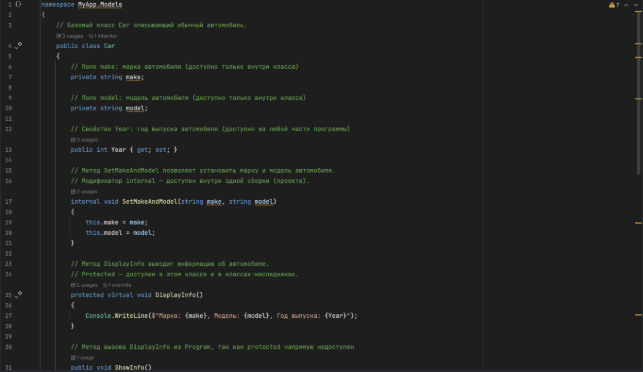 1 namespace MyApp.Models
7
2 {
3 // Базовый класс Car описывающий обычный автомобиль.
3 usages 1 inheritor
4 public class Car
5 {
6 // Поле make: марка автомобиля (доступно только внутри класса)
7 private string make;
8
9 // Поле model: модель автомобиля (доступно только внутри класса)
10 private string model;
11
12 // Свойство Year: год выпуска автомобиля (доступно из любой части программы)
3 usages
13 public int Year { get; set; }
14
15 // Метод SetMakeAndModel позволяет установить марку и модель автомобиля.
16 // Модификатор internal — доступен внутри одной сборки (проекта).
usages
17 internal void SetMakeAndModel(string make, string model)
18 {
19 this.make = make;
20 this.model = model;
21 }
22
23 // Метод DisplayInfo выводит информацию об автомобиле.
24 // Protected — доступен в этом классе и в классах-наследниках.
2 usages 1 override
25 protected virtual void DisplayInfo()
26 {
27 Console.WriteLine($"Марка: {make}, Модель: {model}, Год выпуска: {Year}");
28 }
29
30 // Метод вызова DisplayInfo из Program, так как protected напрямую недоступен
1 usage
31 public void ShowInfo()